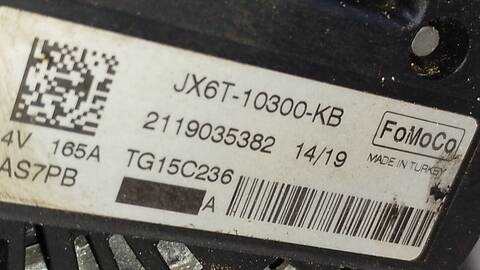 JX6T-10300-KB
FoMoCo
2119035382 14/19
MADE IN TURKEY
4V 165A TG15C236
AS7PB A